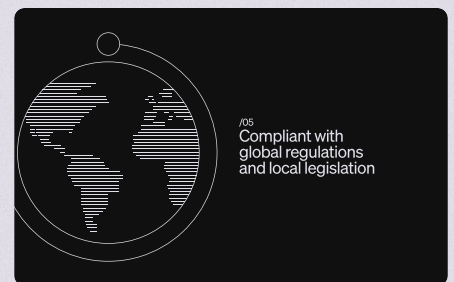 /05
Compliant with
global regulations
and local legislation